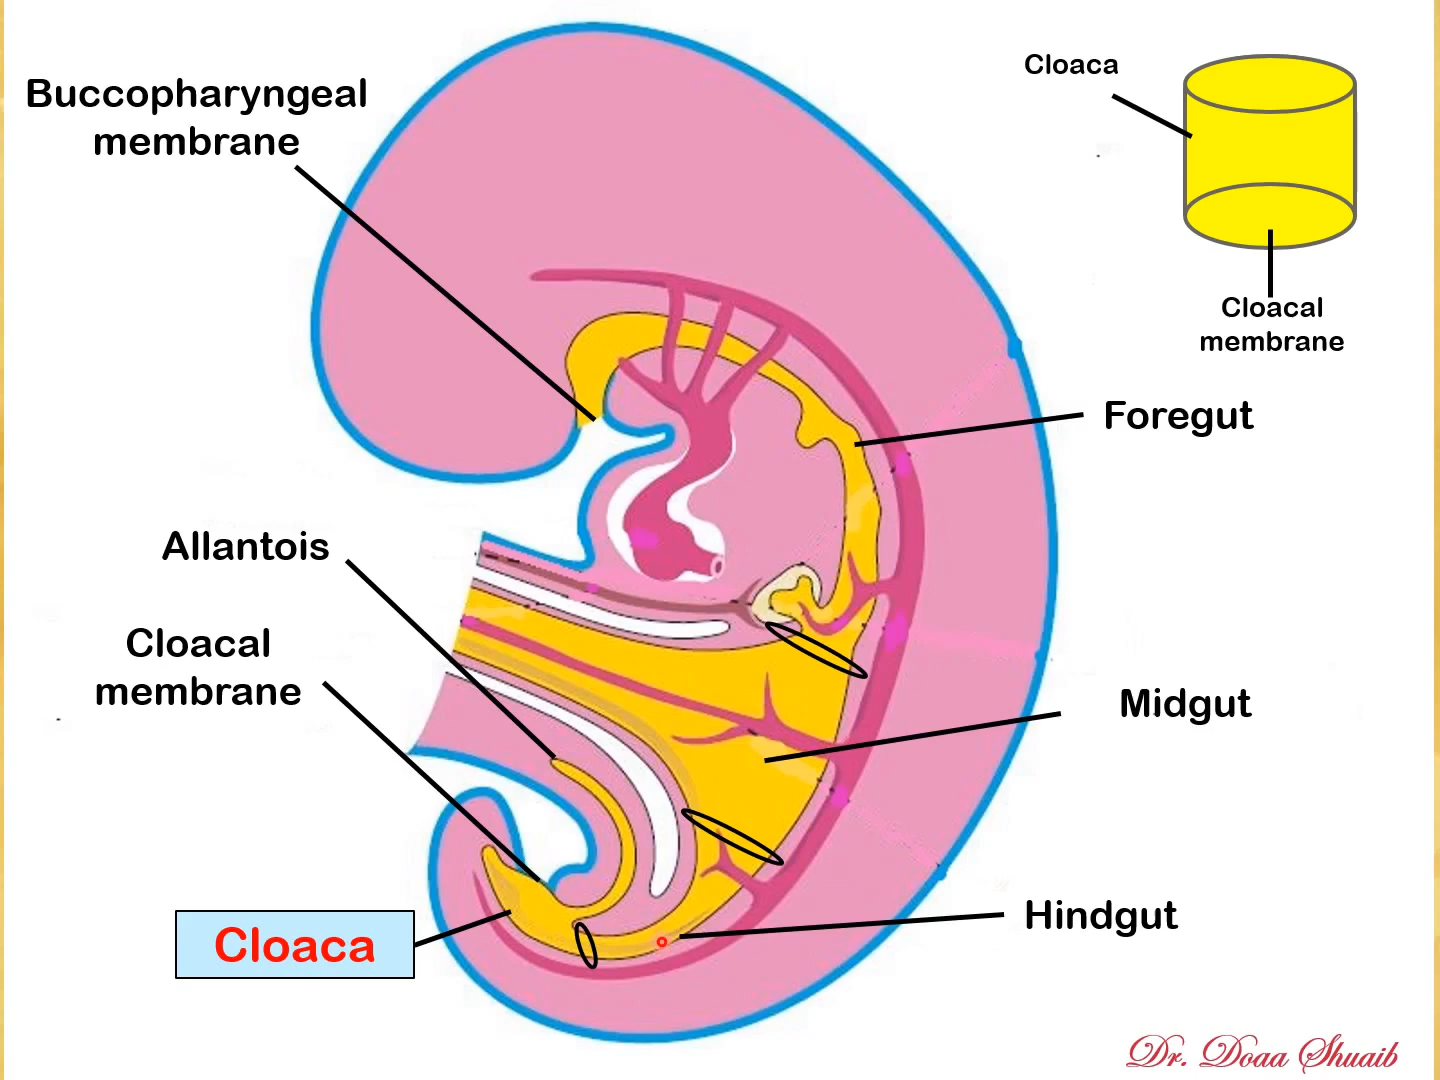 Buccopharyngeal
membrane
Cloaca
Cloacal
membrane
Foregut
Allantois
Cloacal
membrane
Midgut
Hindgut
Cloaca
Dr. Doaa Shuaib